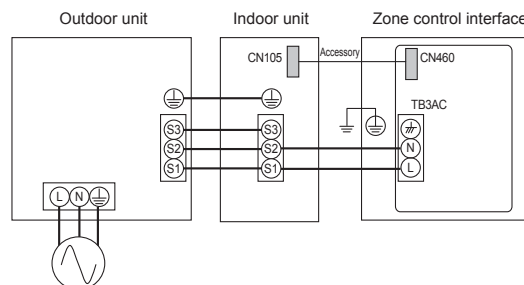 Outdoor unit
Indoor unit
Zone control interface
CN105
Accessory
CN460
TB3AC
S3
S3
S2
S2
N
S1
S1
L
L
N